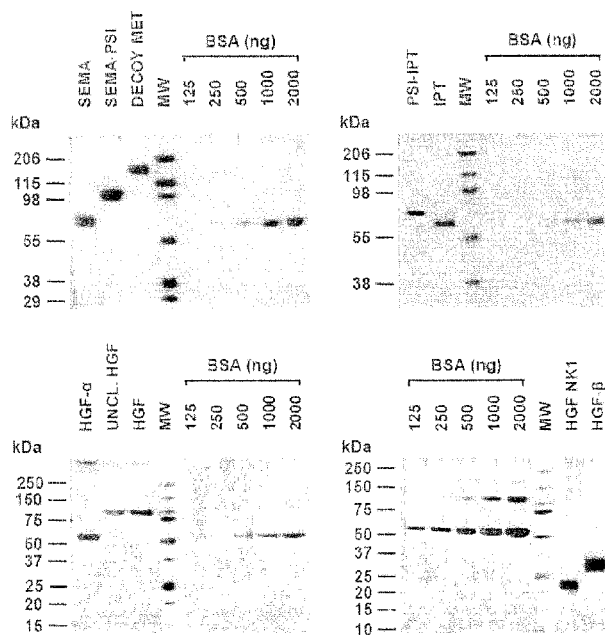 SEMA
SEMA-PSI
DECOY MET
MW
BSA (ng)
125
250
500
1000
2000
kDa
206
115
98
55
38
29
PSI-IPT
IPT
MW
BSA (ng)
125
250
500
1000
2000
kDa
206
115
98
55
38
HGF-α
UNCL. HGF
HGF
MW
BSA (ng)
125
250
500
1000
2000
kDa
250
150
75
60
37
25
20
15
BSA (ng)
125
250
500
1000
2000
MW
HGF NK1
HGF-β
kDa
250
150
75
50
37
25
20
15
10